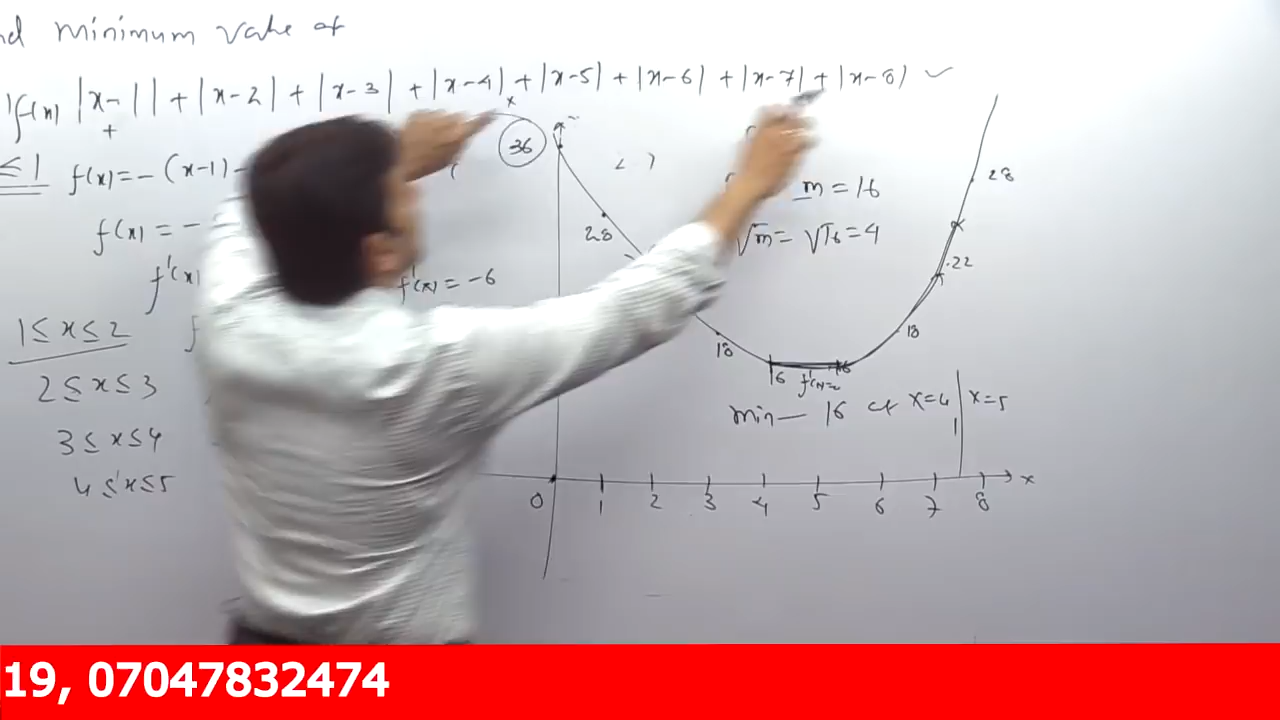 nd minimum value of
f(x) |x-1| + |x-2| + |x-3| + |x-4| + |x-5| + |x-6| + |x-7| + |x-8| ✓
+ x
≤ 1 f(x) = - (x-1) -
f(x) = -
f'(x)
f'(x) = -6
1 ≤ x ≤ 2
2 ≤ x ≤ 3
3 ≤ x ≤ 4
4 ≤ x ≤ 5
36
28
18
16
f'(x)=0
18
22
28
m = 16
√m = √16 = 4
min — 16 at x=4 | x=5
0 1 2 3 4 5 6 7 8 x
19, 07047832474